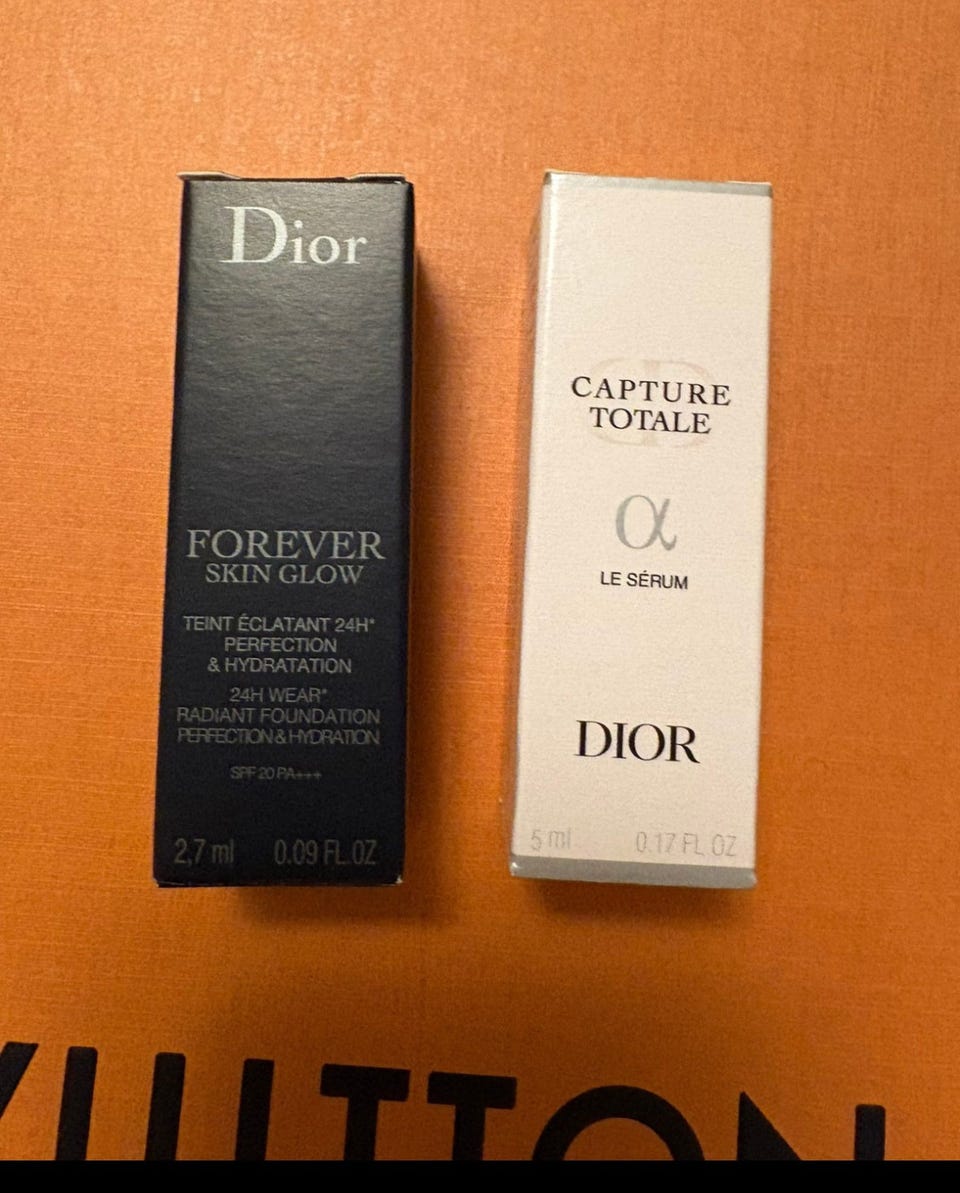 Dior
FOREVER
SKIN GLOW
TEINT ÉCLATANT 24H*
PERFECTION
& HYDRATATION
24H WEAR*
RADIANT FOUNDATION
PERFECTION & HYDRATION
SPF 20 PA+++
2,7 ml 0.09 FL.OZ
CAPTURE
TOTALE
α
LE SÉRUM
DIOR
5 ml 0.17 FL OZ
VUITTON